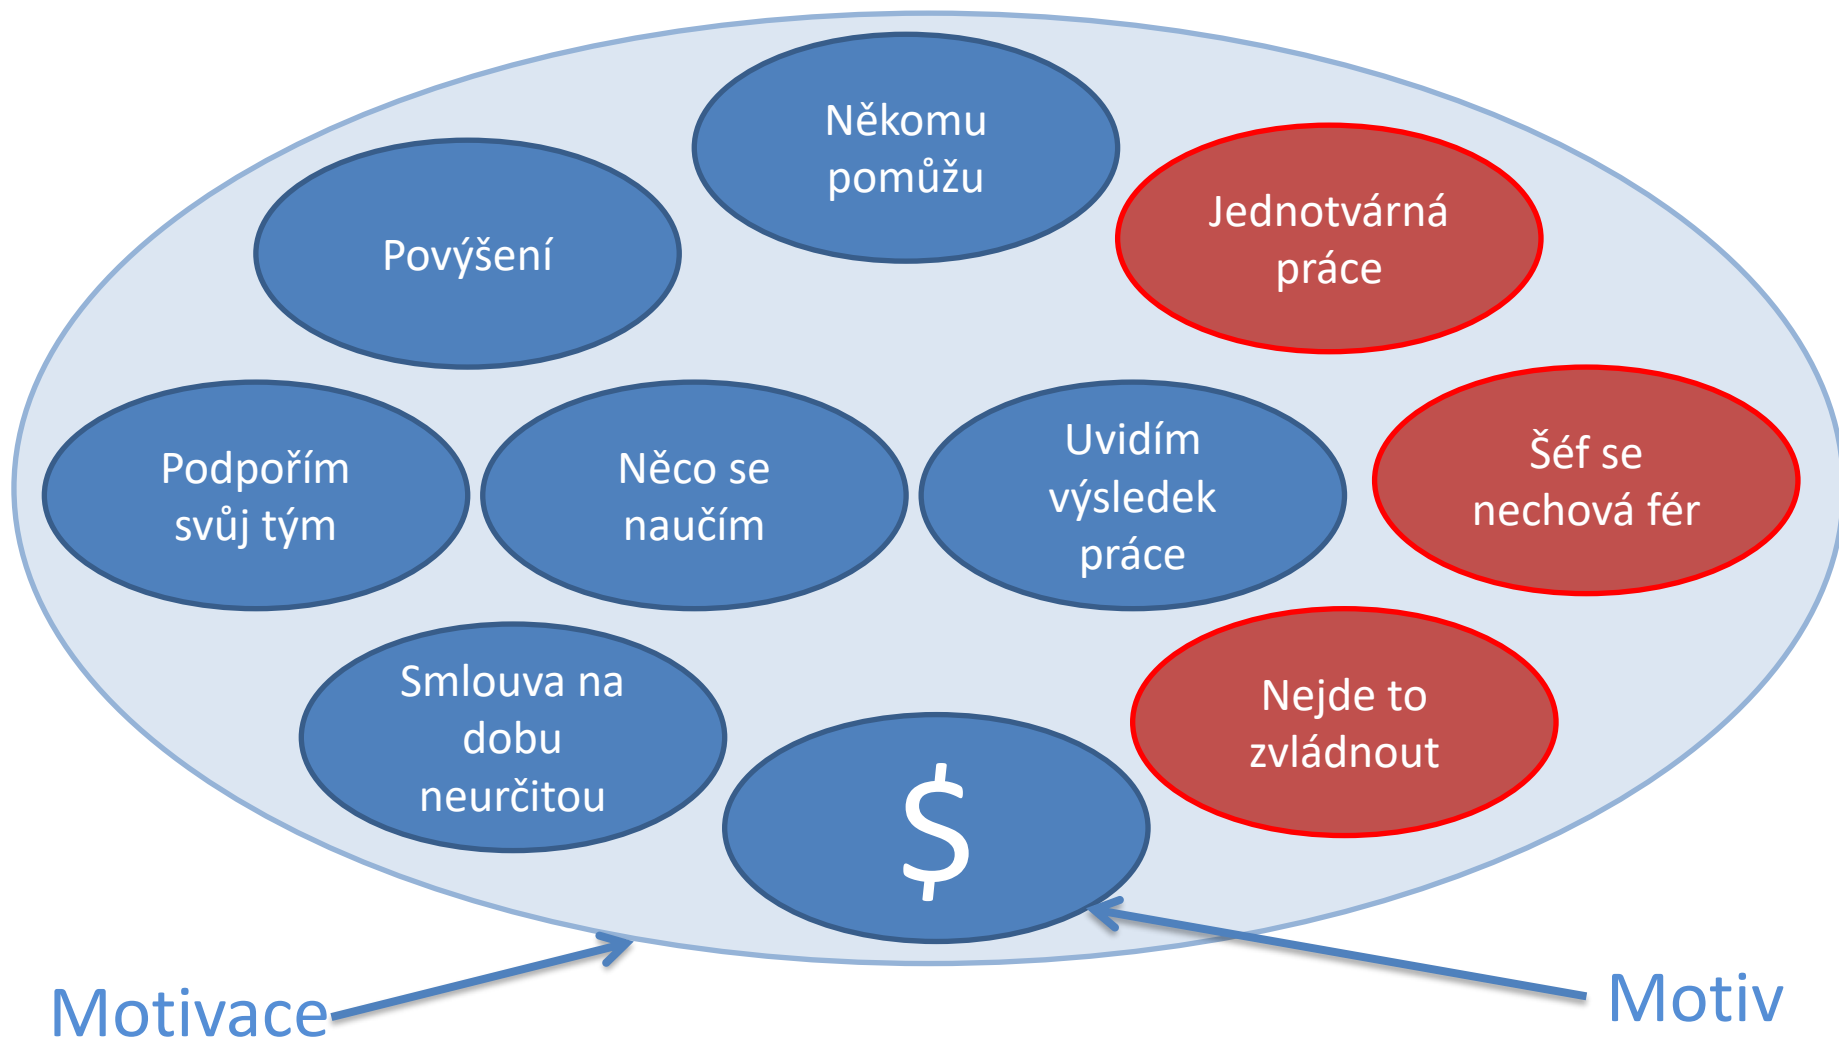 Někomu
pomůžu
Jednotvárná
práce
Povýšení
Podpořím
svůj tým
Něco se
naučím
Uvidím
výsledek
práce
Šéf se
nechová fér
Smlouva na
dobu
neurčitou
$
Nejde to
zvládnout
Motivace
Motiv